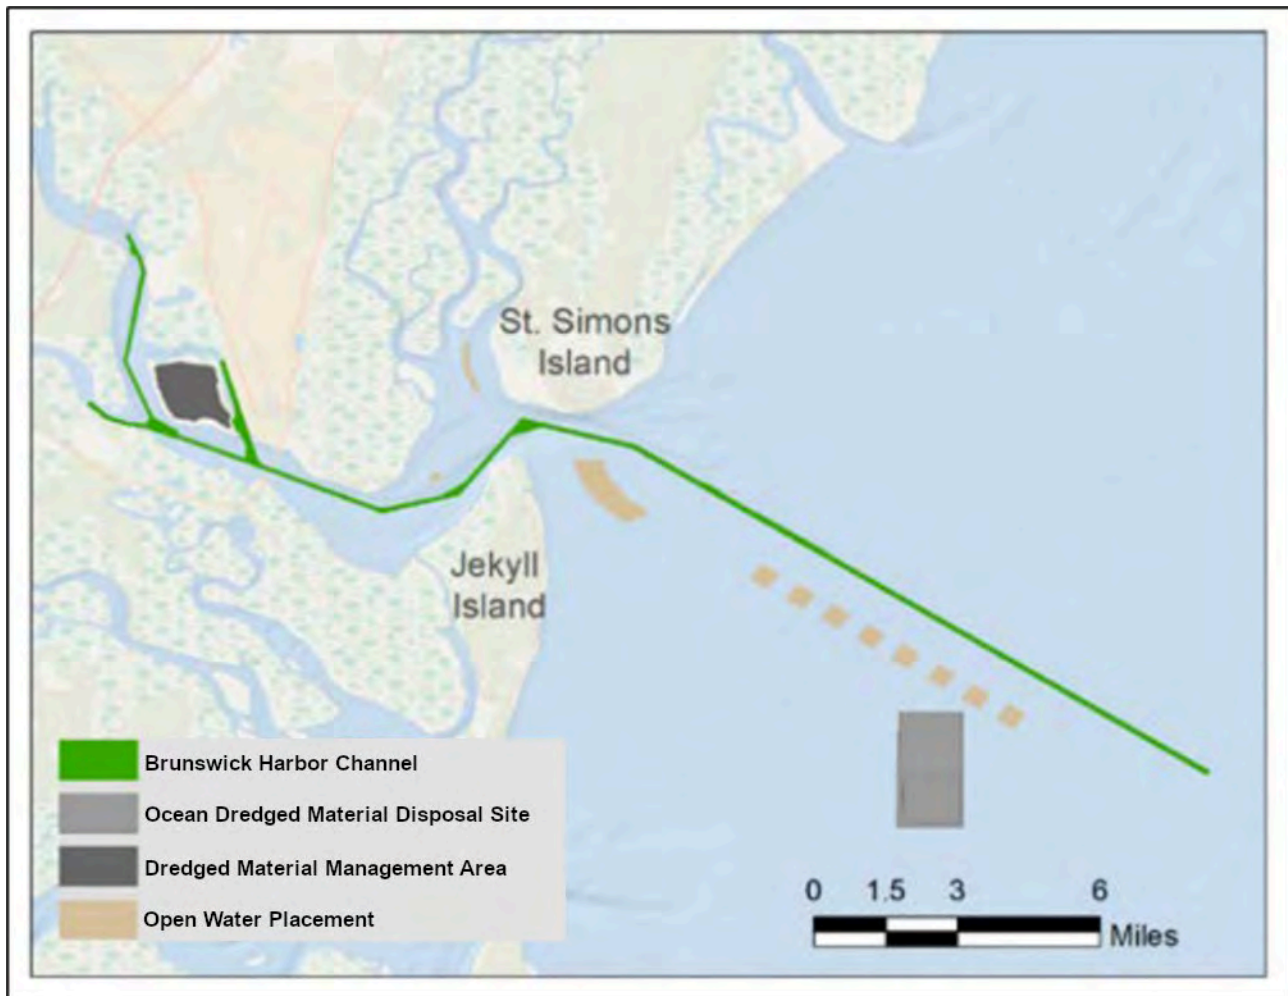 St. Simons
Island
Jekyll
Island
Brunswick Harbor Channel
Ocean Dredged Material Disposal Site
Dredged Material Management Area
Open Water Placement
0 1.5 3 6
Miles